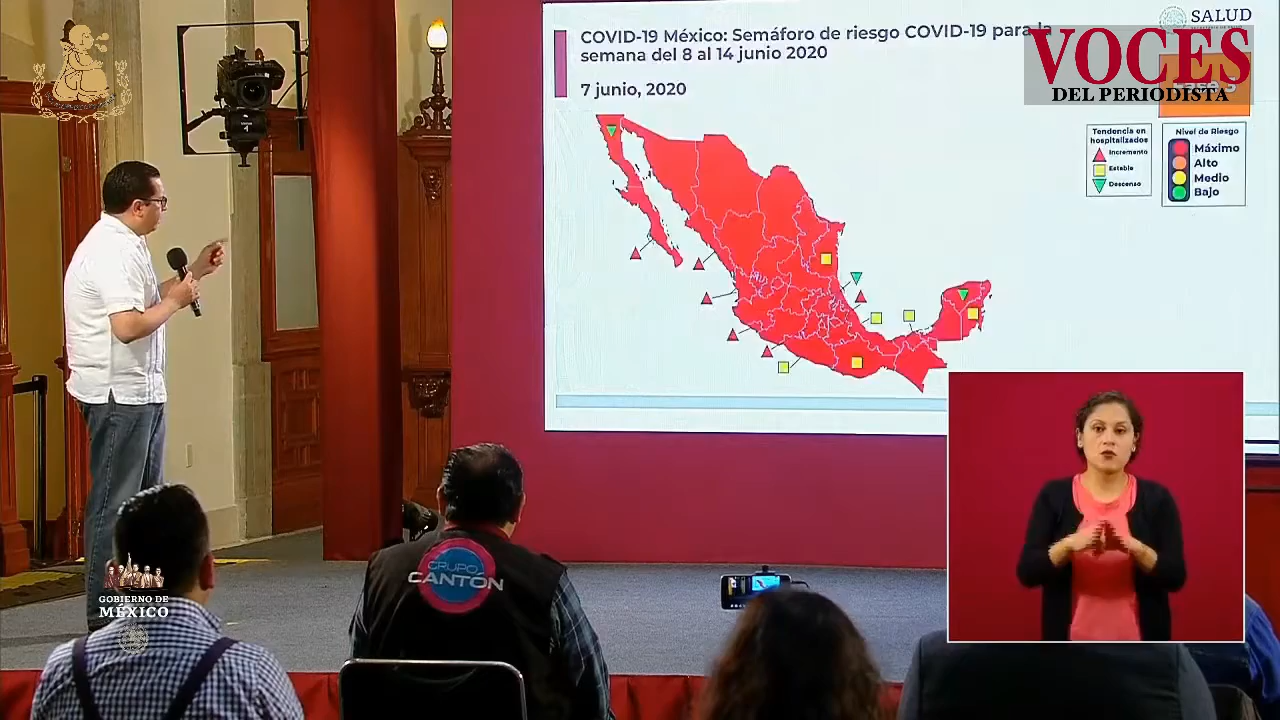 COVID-19 México: Semáforo de riesgo COVID-19 para la
semana del 8 al 14 junio 2020
7 junio, 2020
SALUD
VOCES
DEL PERIODISTA
Tendencia en
hospitalizados
Incremento
Estable
Descenso
Nivel de Riesgo
Máximo
Alto
Medio
Bajo
GRUPO
CANTÓN
GOBIERNO DE
MÉXICO